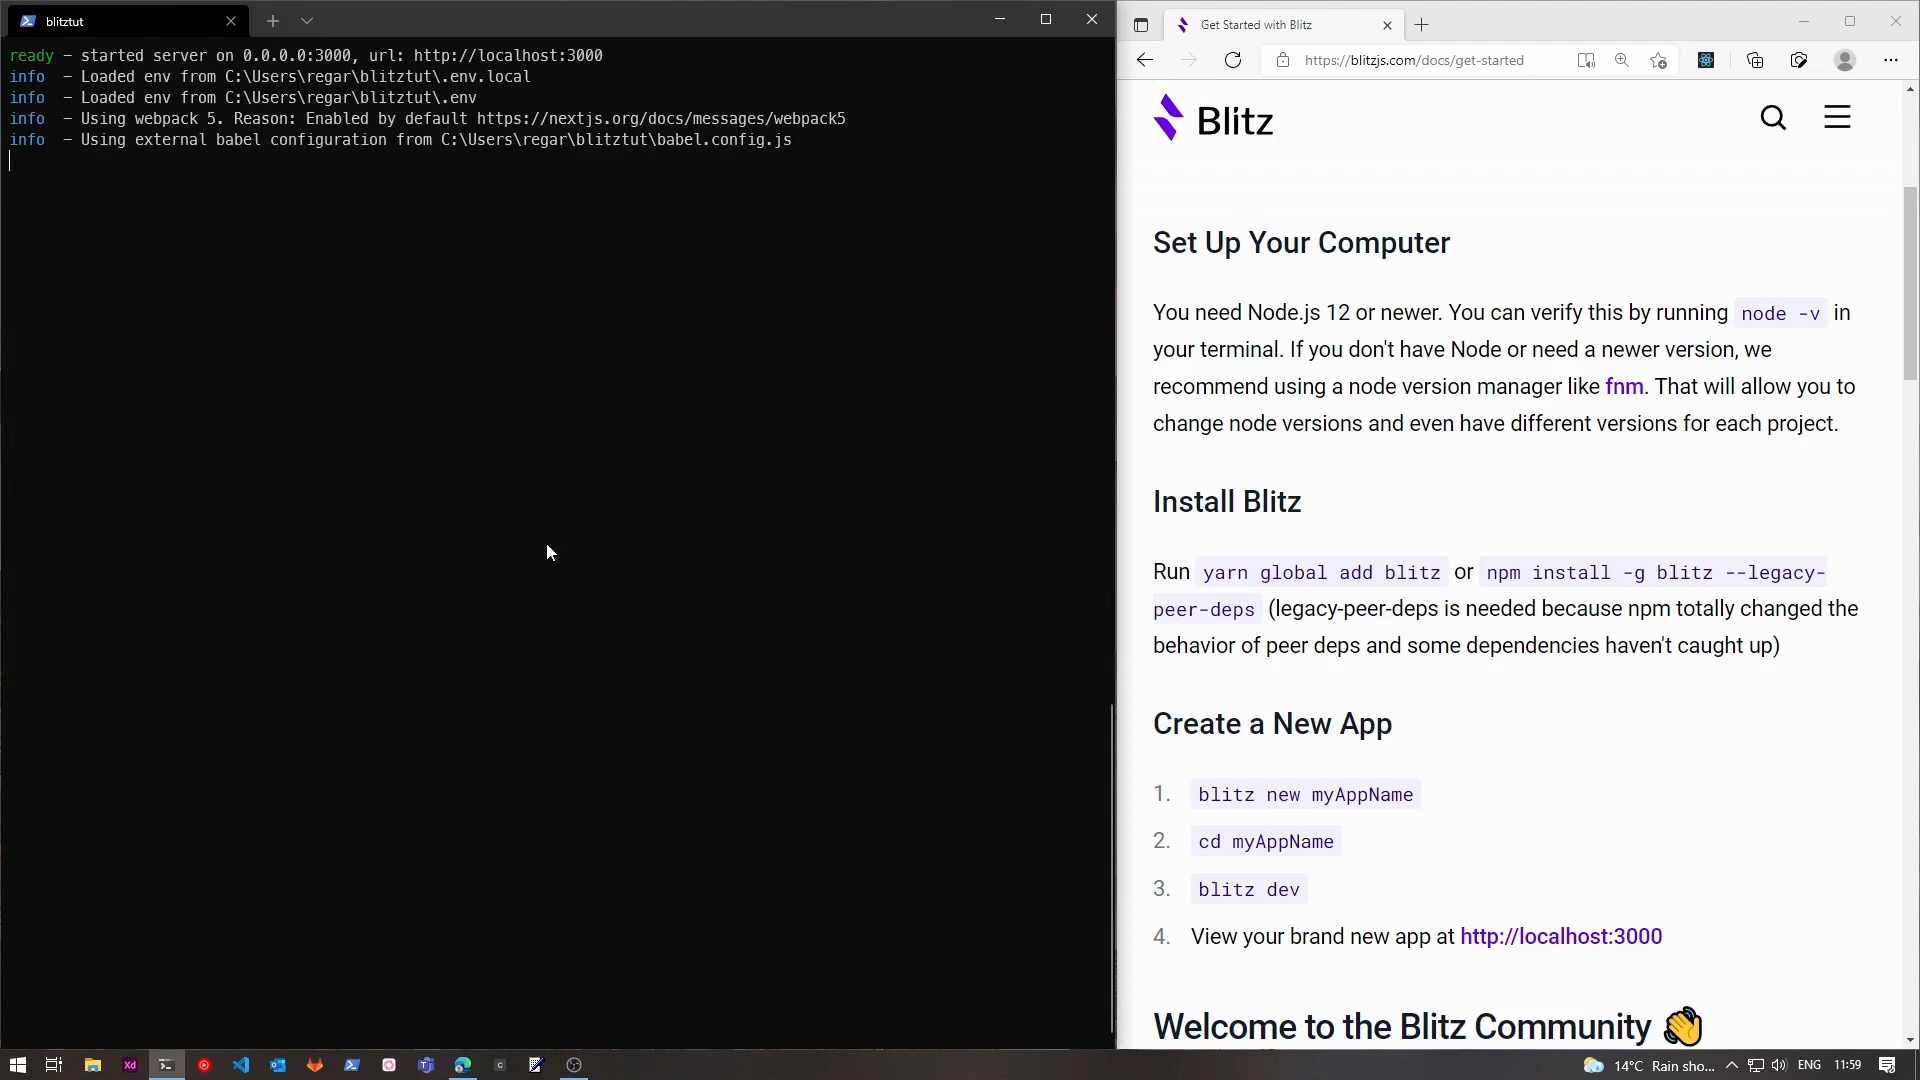 blitztut
ready - started server on 0.0.0.0:3000, url: http://localhost:3000
info - Loaded env from C:\Users\regar\blitztut\.env.local
info - Loaded env from C:\Users\regar\blitztut\.env
info - Using webpack 5. Reason: Enabled by default https://nextjs.org/docs/messages/webpack5
info - Using external babel configuration from C:\Users\regar\blitztut\babel.config.js
Get Started with Blitz
https://blitzjs.com/docs/get-started
Blitz
Set Up Your Computer
You need Node.js 12 or newer. You can verify this by running node -v in
your terminal. If you don't have Node or need a newer version, we
recommend using a node version manager like fnm. That will allow you to
change node versions and even have different versions for each project.
Install Blitz
Run yarn global add blitz or npm install -g blitz --legacy-
peer-deps (legacy-peer-deps is needed because npm totally changed the
behavior of peer deps and some dependencies haven't caught up)
Create a New App
1. blitz new myAppName
2. cd myAppName
3. blitz dev
4. View your brand new app at http://localhost:3000
Welcome to the Blitz Community 👋
Xd
c
14°C Rain sho... ENG 11:59